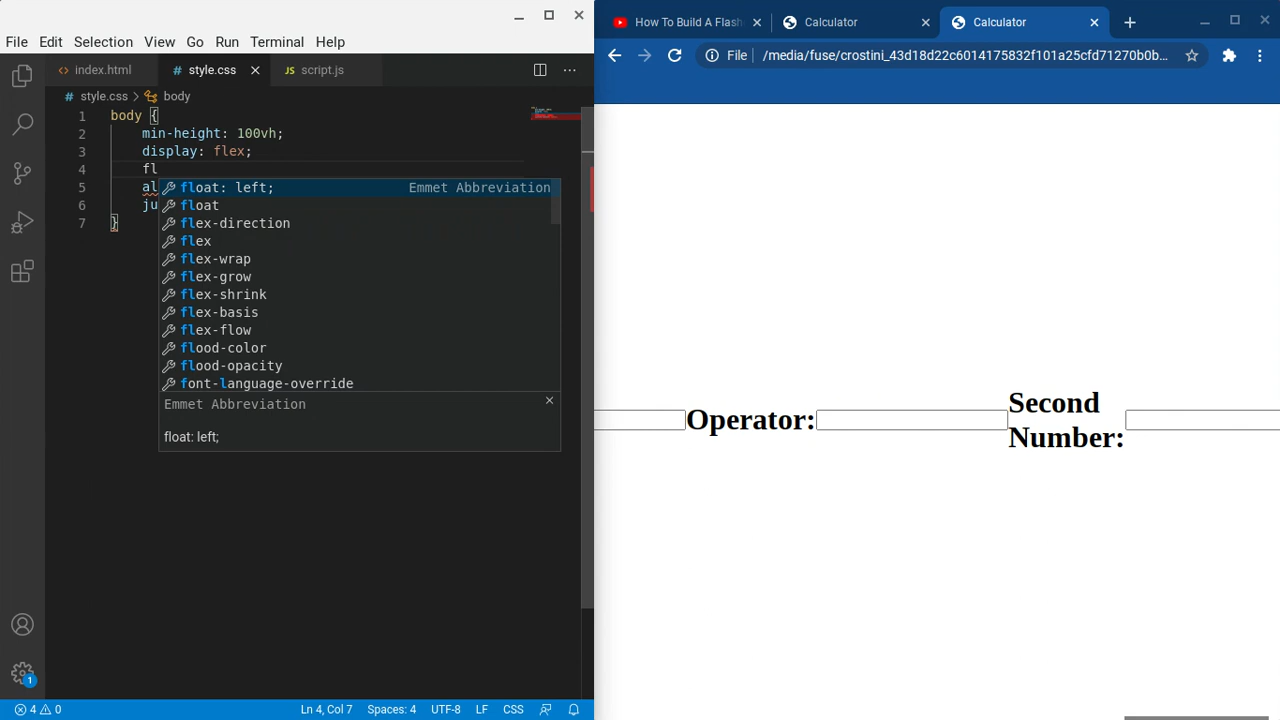 File Edit Selection View Go Run Terminal Help
index.html
style.css
script.js
style.css > body
1 body {
2 min-height: 100vh;
3 display: flex;
4 fl
5 al
6 ju
7 }
float: left; Emmet Abbreviation
float
flex-direction
flex
flex-wrap
flex-grow
flex-shrink
flex-basis
flex-flow
flood-color
flood-opacity
font-language-override
Emmet Abbreviation
float: left;
1
4 0
Ln 4, Col 7 Spaces: 4 UTF-8 LF CSS
How To Build A Flash
Calculator
Calculator
File /media/fuse/crostini_43d18d22c6014175832f101a25cfd71270b0b...
Operator:
Second
Number: